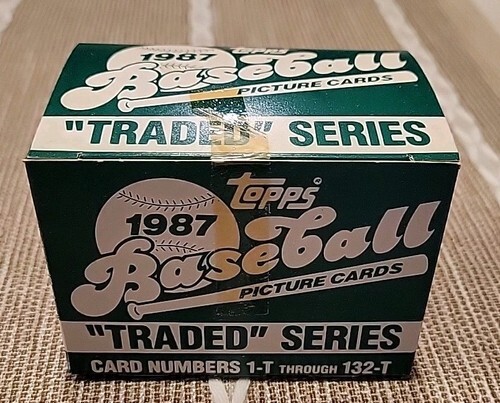 TOPPS
1987
Baseball
PICTURE CARDS
"TRADED" SERIES
TOPPS
1987
Baseball
PICTURE CARDS
"TRADED" SERIES
CARD NUMBERS 1-T THROUGH 132-T